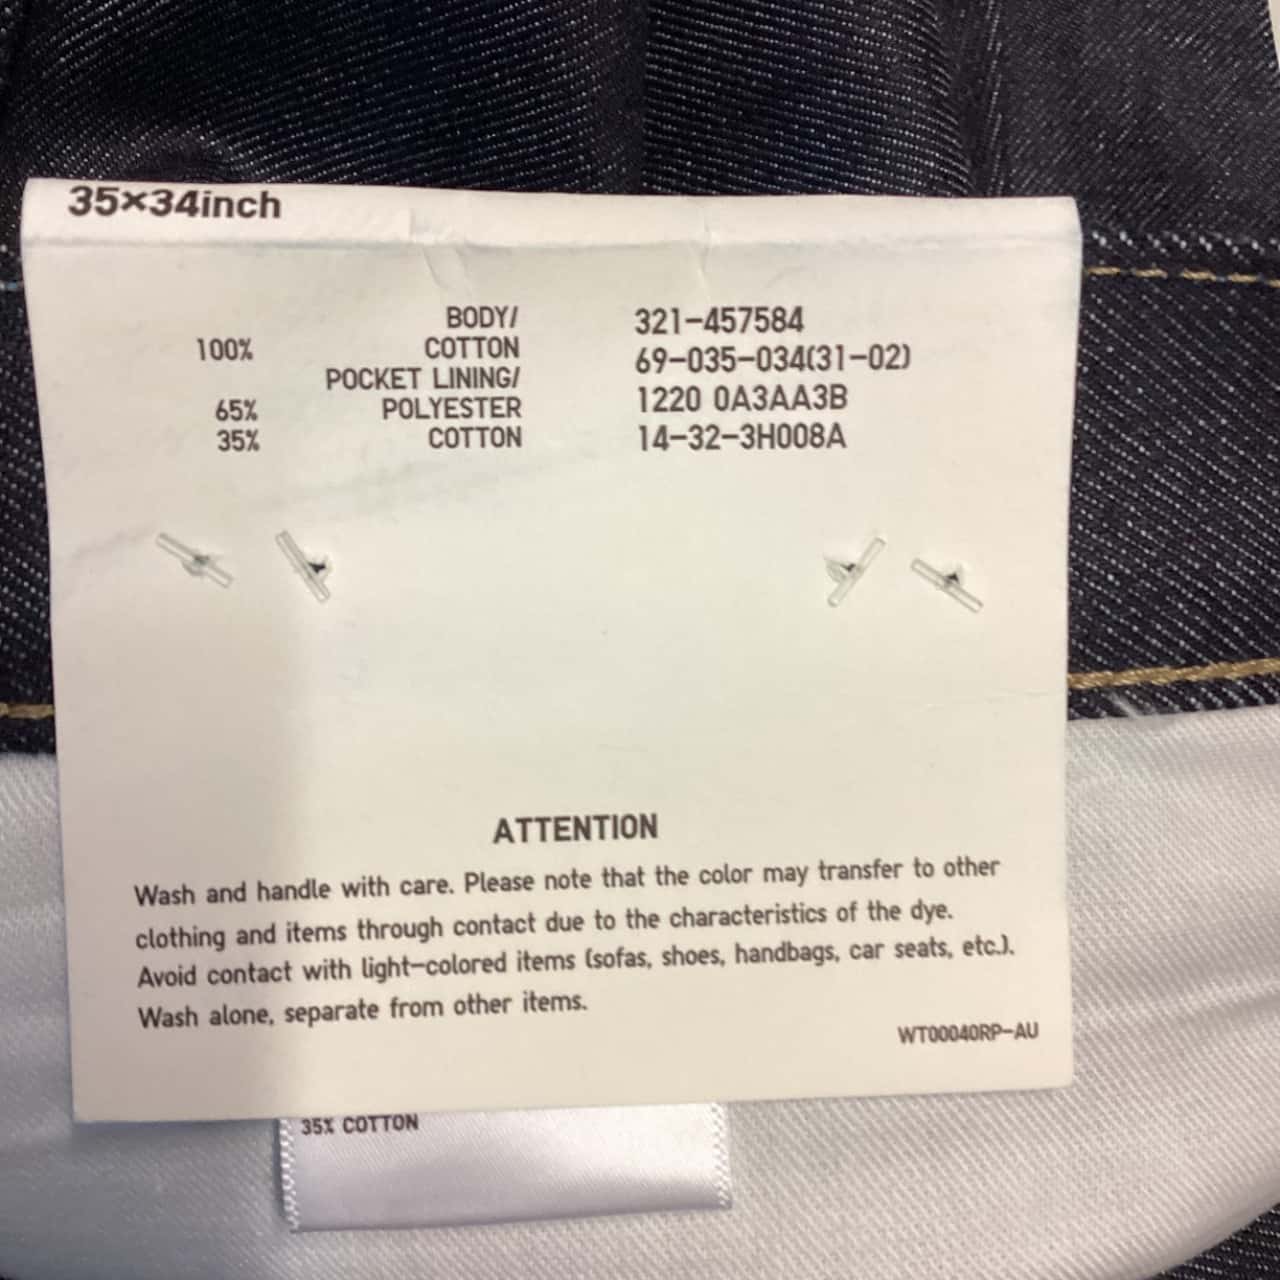 35×34inch
BODY/
100% COTTON
POCKET LINING/
65% POLYESTER
35% COTTON
321-457584
69-035-034(31-02)
1220 0A3AA3B
14-32-3H008A
ATTENTION
Wash and handle with care. Please note that the color may transfer to other
clothing and items through contact due to the characteristics of the dye.
Avoid contact with light-colored items (sofas, shoes, handbags, car seats, etc.).
Wash alone, separate from other items.
WT00040RP-AU
35% COTTON